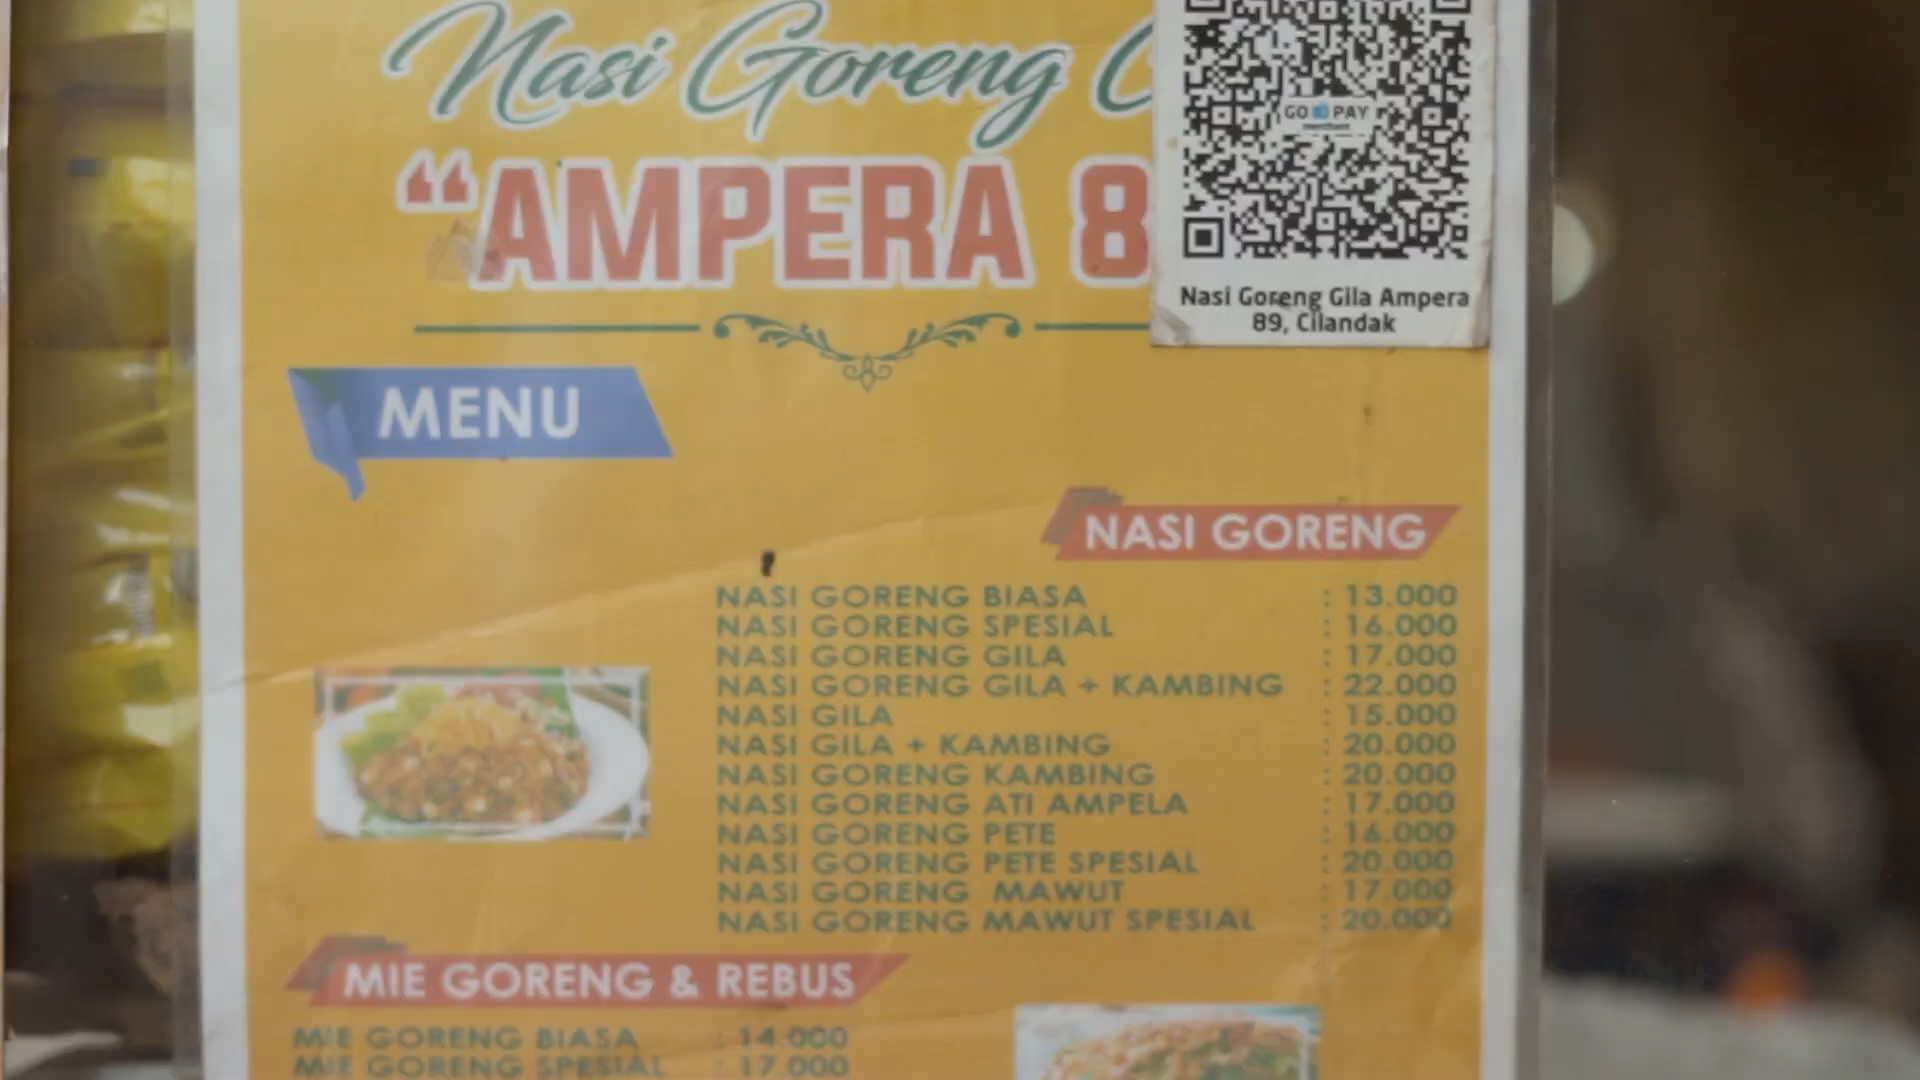 Nasi Goreng G
"AMPERA 8
GO PAY
merchant
Nasi Goreng Gila Ampera
89, Cilandak
MENU
NASI GORENG
NASI GORENG BIASA : 13.000
NASI GORENG SPESIAL : 16.000
NASI GORENG GILA : 17.000
NASI GORENG GILA + KAMBING : 22.000
NASI GILA : 15.000
NASI GILA + KAMBING : 20.000
NASI GORENG KAMBING : 20.000
NASI GORENG ATI AMPELA : 17.000
NASI GORENG PETE : 16.000
NASI GORENG PETE SPESIAL : 20.000
NASI GORENG MAWUT : 17.000
NASI GORENG MAWUT SPESIAL : 20.000
MIE GORENG & REBUS
MIE GORENG BIASA : 14.000
MIE GORENG SPESIAL : 17.000